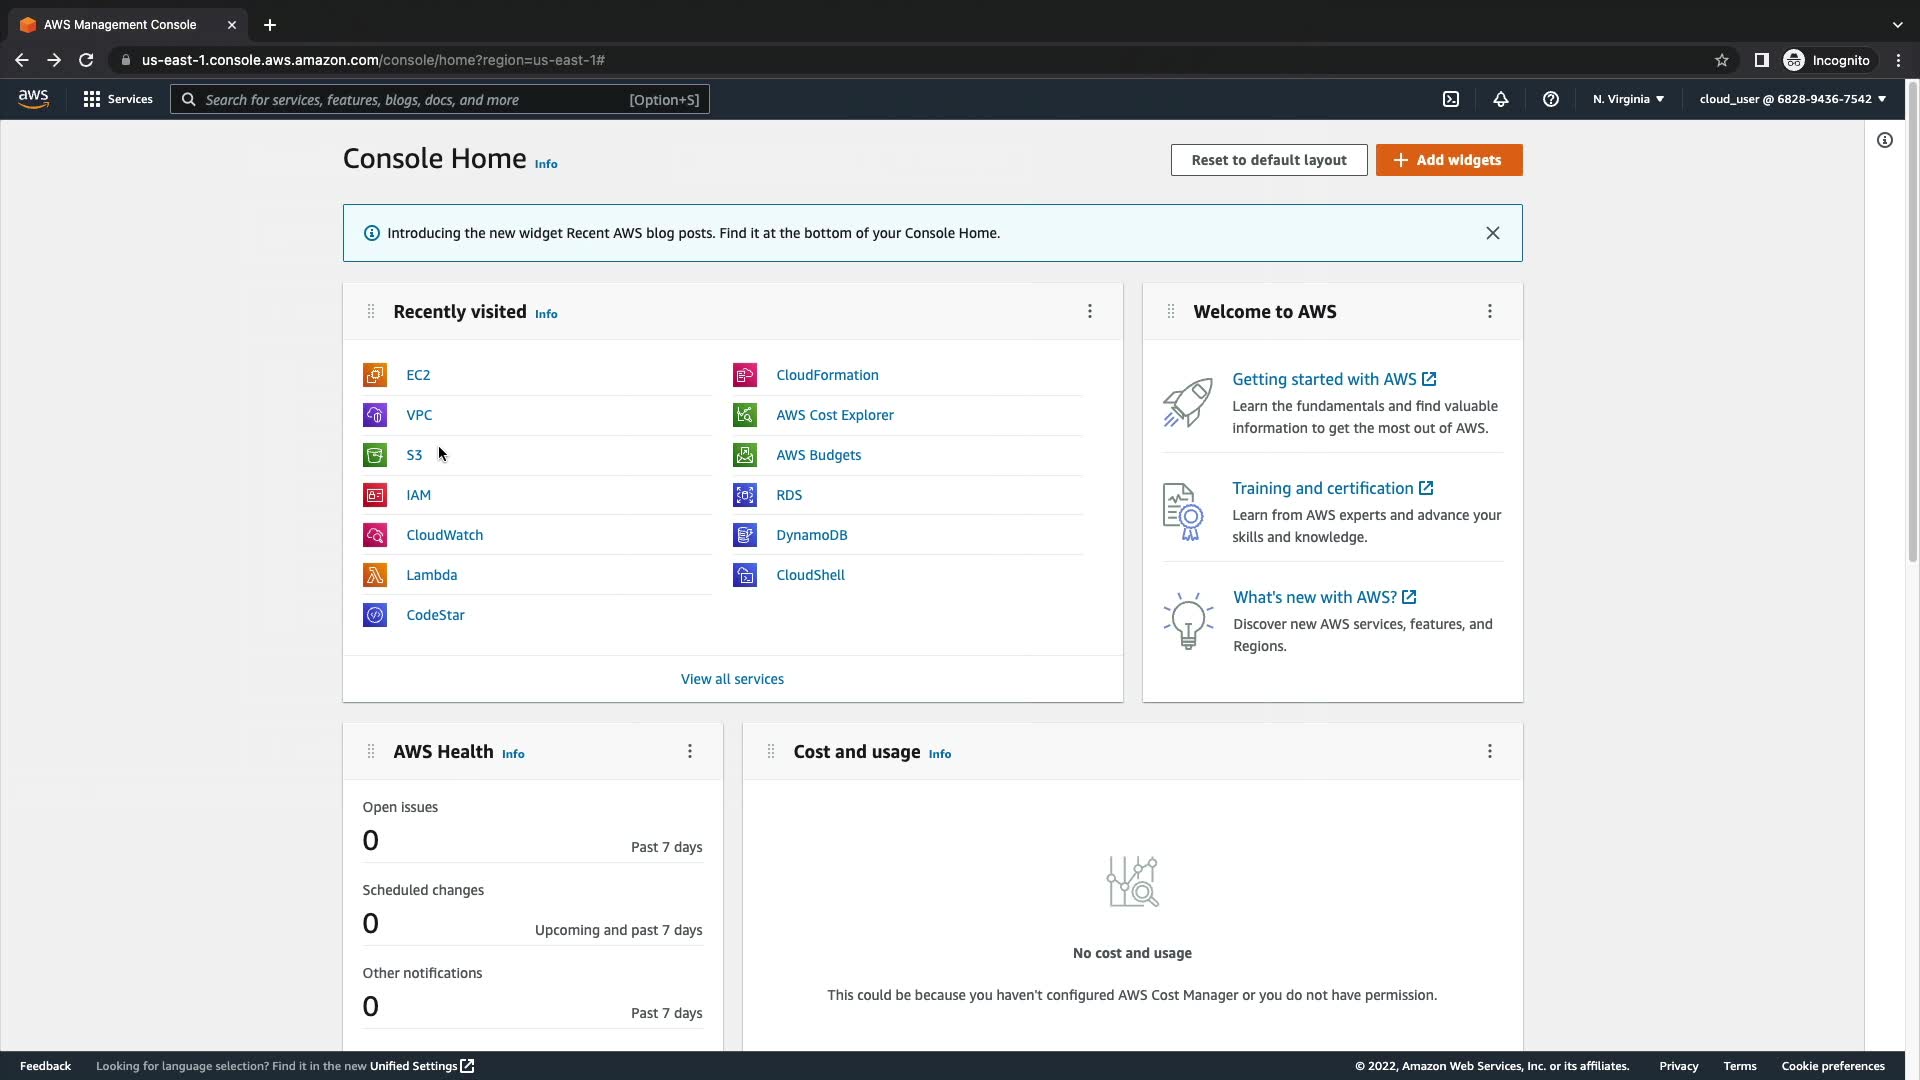 AWS Management Console
us-east-1.console.aws.amazon.com/console/home?region=us-east-1#
Incognito
aws
Services
Search for services, features, blogs, docs, and more
[Option+S]
N. Virginia
cloud_user @ 6828-9436-7542
Console Home Info
Reset to default layout
Add widgets
Introducing the new widget Recent AWS blog posts. Find it at the bottom of your Console Home.
Recently visited Info
EC2
VPC
S3
IAM
CloudWatch
Lambda
CodeStar
CloudFormation
AWS Cost Explorer
AWS Budgets
RDS
DynamoDB
CloudShell
View all services
Welcome to AWS
Getting started with AWS
Learn the fundamentals and find valuable
information to get the most out of AWS.
Training and certification
Learn from AWS experts and advance your
skills and knowledge.
What's new with AWS?
Discover new AWS services, features, and
Regions.
AWS Health Info
Open issues
0
Past 7 days
Scheduled changes
0
Upcoming and past 7 days
Other notifications
0
Past 7 days
Cost and usage Info
No cost and usage
This could be because you haven't configured AWS Cost Manager or you do not have permission.
Feedback
Looking for language selection? Find it in the new Unified Settings
© 2022, Amazon Web Services, Inc. or its affiliates.
Privacy
Terms
Cookie preferences